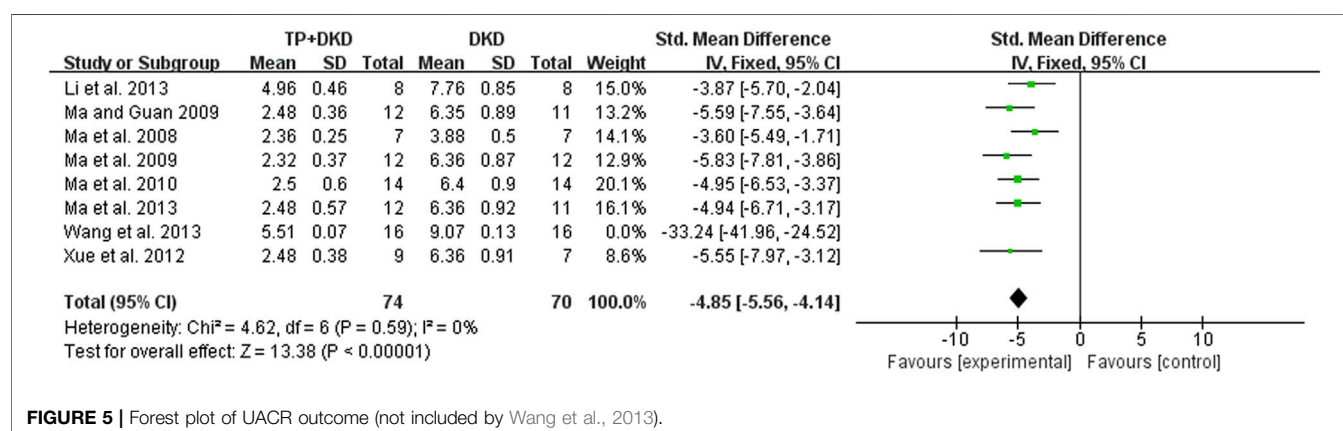 TP+DKD DKD Std. Mean Difference Std. Mean Difference
Study or Subgroup Mean SD Total Mean SD Total Weight IV, Fixed, 95% CI IV, Fixed, 95% CI
Li et al. 2013 4.96 0.46 8 7.76 0.85 8 15.0% -3.87 [-5.70, -2.04]
Ma and Guan 2009 2.48 0.36 12 6.35 0.89 11 13.2% -5.59 [-7.55, -3.64]
Ma et al. 2008 2.36 0.25 7 3.88 0.5 7 14.1% -3.60 [-5.49, -1.71]
Ma et al. 2009 2.32 0.37 12 6.36 0.87 12 12.9% -5.83 [-7.81, -3.86]
Ma et al. 2010 2.5 0.6 14 6.4 0.9 14 20.1% -4.95 [-6.53, -3.37]
Ma et al. 2013 2.48 0.57 12 6.36 0.92 11 16.1% -4.94 [-6.71, -3.17]
Wang et al. 2013 5.51 0.07 16 9.07 0.13 16 0.0% -33.24 [-41.96, -24.52]
Xue et al. 2012 2.48 0.38 9 6.36 0.91 7 8.6% -5.55 [-7.97, -3.12]
Total (95% CI) 74 70 100.0% -4.85 [-5.56, -4.14]
Heterogeneity: Chi² = 4.62, df = 6 (P = 0.59); I² = 0%
Test for overall effect: Z = 13.38 (P < 0.00001)
-10 -5 0 5 10
Favours [experimental] Favours [control]
FIGURE 5 | Forest plot of UACR outcome (not included by Wang et al., 2013).